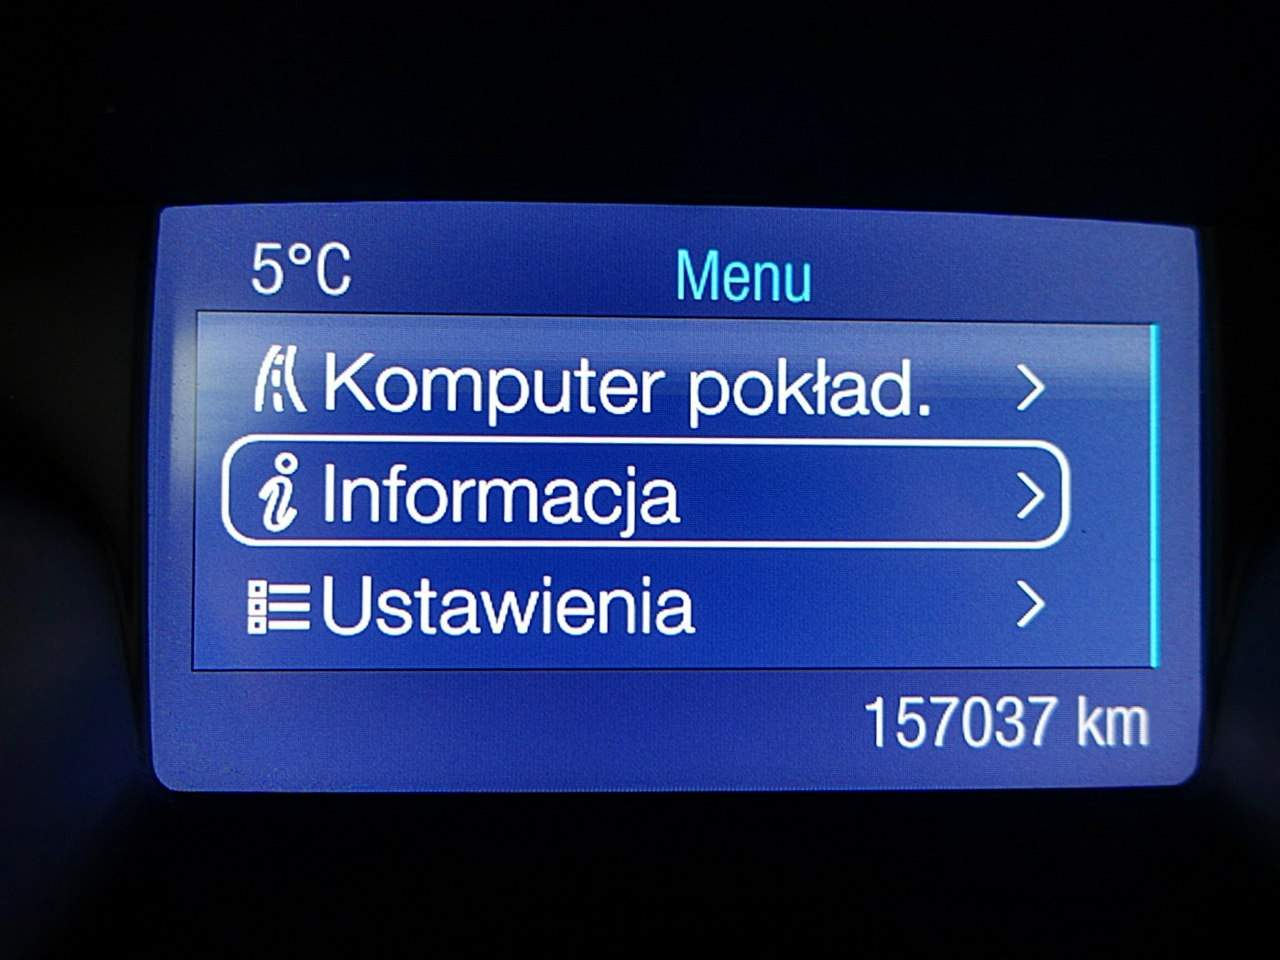 5°C Menu
Komputer pokład.
Informacja
Ustawienia
157037 km